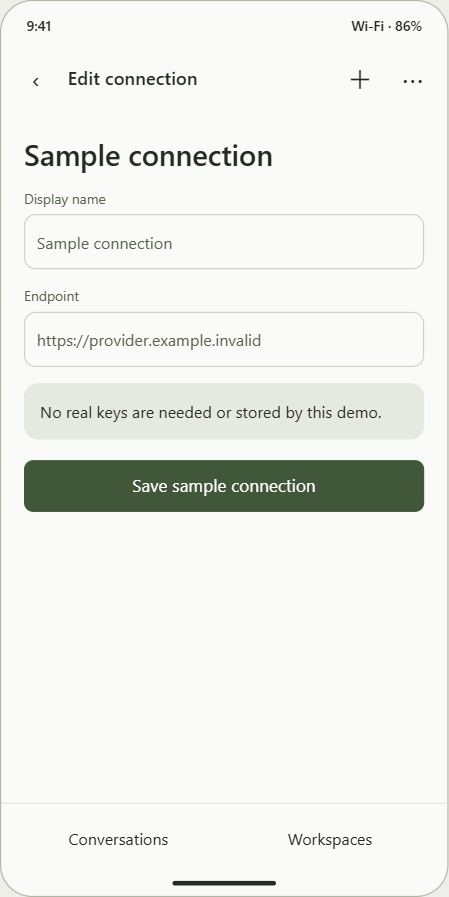 9:41 Wi-Fi · 86%
‹ Edit connection + ...
Sample connection
Display name
Sample connection
Endpoint
https://provider.example.invalid
No real keys are needed or stored by this demo.
Save sample connection
Conversations Workspaces